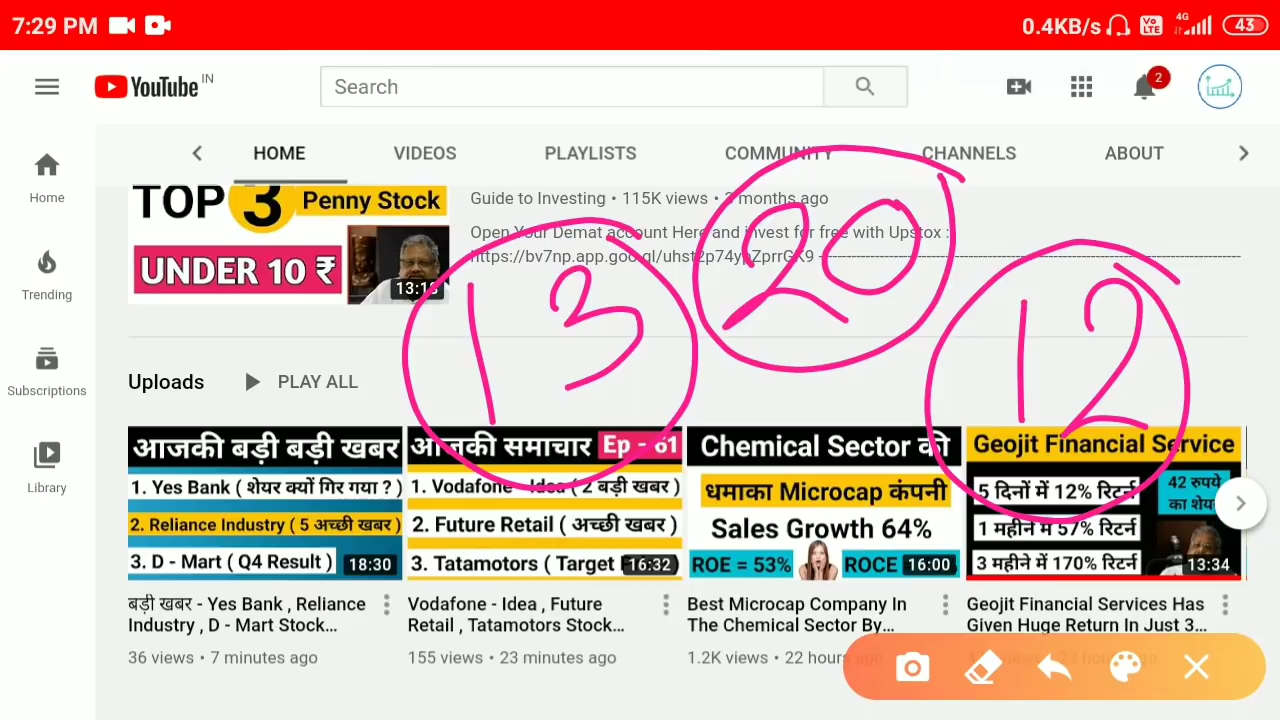 7:29 PM
0.4KB/s
Vo LTE
4G
43
YouTube IN
Search
2
HOME
VIDEOS
PLAYLISTS
COMMUNITY
CHANNELS
ABOUT
Home
Trending
Subscriptions
Library
TOP 3 Penny Stock
UNDER 10 ₹
13:18
Guide to Investing • 115K views • 3 months ago
Open Your Demat account Here and invest for free with Upstox :
13
20
12
Uploads
PLAY ALL
आजकी बड़ी बड़ी खबर
1. Yes Bank ( शेयर क्यों गिर गया ? )
2. Reliance Industry ( 5 अच्छी खबर )
3. D - Mart ( Q4 Result )
18:30
बड़ी खबर - Yes Bank , Reliance
Industry , D - Mart Stock...
36 views • 7 minutes ago
आजकी समाचार Ep - 61
1. Vodafone - Idea ( 2 बड़ी खबर )
2. Future Retail ( अच्छी खबर )
3. Tatamotors ( Target
16:32
Vodafone - Idea , Future
Retail , Tatamotors Stock...
155 views • 23 minutes ago
Chemical Sector की
धमाका Microcap कंपनी
Sales Growth 64%
ROE = 53%
ROCE
16:00
Best Microcap Company In
The Chemical Sector By...
1.2K views • 22 hours ago
Geojit Financial Service
5 दिनों में 12% रिटर्न
1 महीने में 57% रिटर्न
3 महीने में 170% रिटर्न
42 रुपये
का शेयर
13:34
Geojit Financial Services Has
Given Huge Return In Just 3...